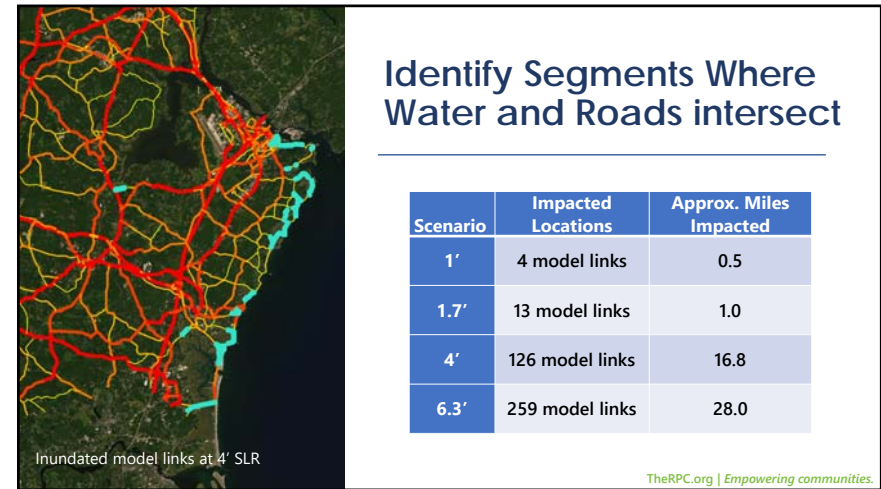 Identify Segments Where
Water and Roads intersect
Scenario Impacted Locations Approx. Miles Impacted
1’ 4 model links 0.5
1.7’ 13 model links 1.0
4’ 126 model links 16.8
6.3’ 259 model links 28.0
Inundated model links at 4’ SLR
TheRPC.org | Empowering communities.